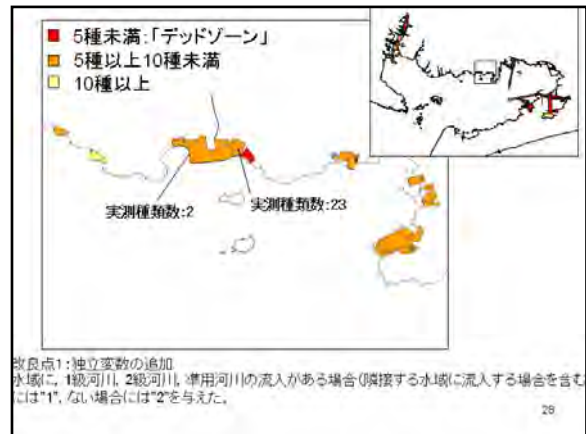 5種未満:「デッドゾーン」
5種以上10種未満
10種以上
実測種類数:2
実測種類数:23
改良点1:独立変数の追加
水域に, 1級河川, 2級河川, 準用河川の流入がある場合(隣接する水域に流入する場合を含む
には"1", ない場合には"2"を与えた。
28